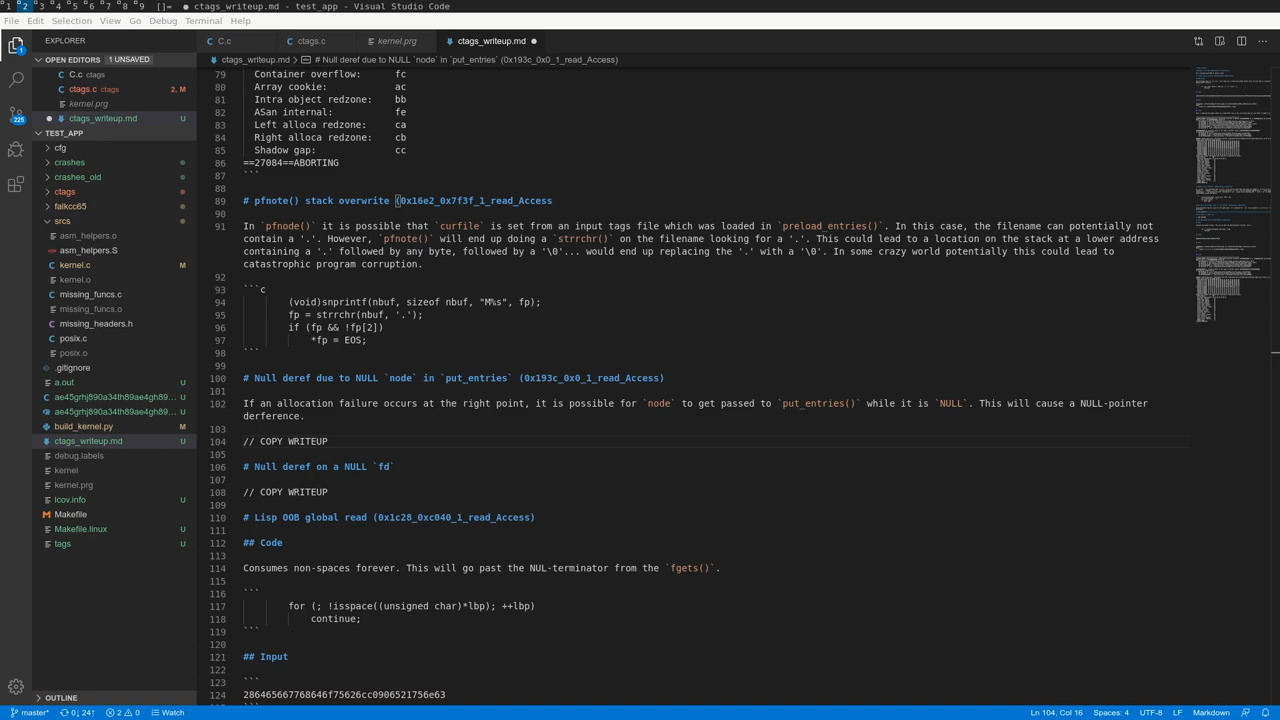 1 2 3 4 5 6 7 8 9 []= ● ctags_writeup.md - test_app - Visual Studio Code
File Edit Selection View Go Debug Terminal Help
EXPLORER
OPEN EDITORS 1 UNSAVED
C.c ctags
ctags.c ctags 2, M
kernel.prg
ctags_writeup.md U
TEST_APP
cfg
crashes
crashes_old
ctags
falkcc65
srcs
asm_helpers.o
asm_helpers.S
kernel.c M
kernel.o
missing_funcs.c
missing_funcs.o
missing_headers.h
posix.c
posix.o
.gitignore
a.out U
ae45grhj890a34th89ae4gh89... U
ae45grhj890a34th89ae4gh89... U
build_kernel.py M
ctags_writeup.md U
debug.labels
kernel
kernel.prg
lcov.info U
Makefile
Makefile.linux U
tags U
OUTLINE
1
225
C.c ctags.c kernel.prg ctags_writeup.md ●
ctags_writeup.md > # Null deref due to NULL `node` in `put_entries` (0x193c_0x0_1_read_Access)
79 Container overflow: fc
80 Array cookie: ac
81 Intra object redzone: bb
82 ASan internal: fe
83 Left alloca redzone: ca
84 Right alloca redzone: cb
85 Shadow gap: cc
86 ==27084==ABORTING
87 ```
88
89 # pfnote() stack overwrite (0x16e2_0x7f3f_1_read_Access
90
91 In `pfnode()` it is possible that `curfile` is one from an input tags file which was loaded in `preload_entries()`. In this case, the filename can potentially not
contain a '.'. However, `pfnote()` will end up doing a `strrchr()` on the filename looking for a '.'. This could lead to a location on the stack at a lower address
containing a '.' followed by any byte, followed by a '\0'... would end up replacing the '.' with a '\0'. In some crazy world potentially this could lead to
catastrophic program corruption.
92
93 ```c
94 (void)snprintf(nbuf, sizeof nbuf, "M%s", fp);
95 fp = strrchr(nbuf, '.');
96 if (fp && !fp[2])
97 *fp = EOS;
98 ```
99
100 # Null deref due to NULL `node` in `put_entries` (0x193c_0x0_1_read_Access)
101
102 If an allocation failure occurs at the right point, it is possible for `node` to get passed to `put_entries()` while it is `NULL`. This will cause a NULL-pointer
derference.
103
104 // COPY WRITEUP
105
106 # Null deref on a NULL `fd`
107
108 // COPY WRITEUP
109
110 # Lisp OOB global read (0x1c28_0xc040_1_read_Access)
111
112 ## Code
113
114 Consumes non-spaces forever. This will go past the NUL-terminator from the `fgets()`.
115
116 ```
117 for (; !isspace((unsigned char)*lbp); ++lbp)
118 continue;
119 ```
120
121 ## Input
122
123 ```
124 286465667768646f75626cc0906521756e63
master* 0↓ 24↑ 2 0 Watch Ln 104, Col 16 Spaces: 4 UTF-8 LF Markdown